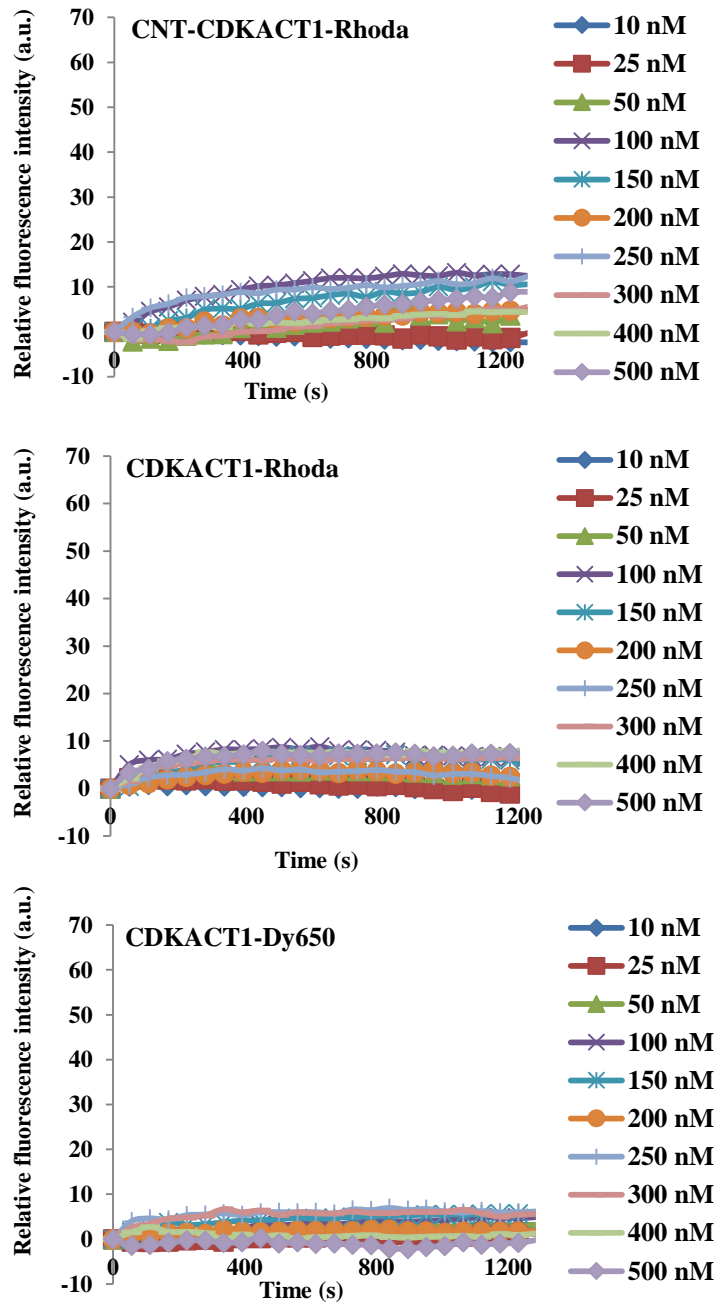 CNT-CDKACT1-Rhoda
Relative fluorescence intensity (a.u.)
70
60
50
40
30
20
10
0
-10
0
400
800
1200
Time (s)
10 nM
25 nM
50 nM
100 nM
150 nM
200 nM
250 nM
300 nM
400 nM
500 nM
CDKACT1-Rhoda
Relative fluorescence intensity (a.u.)
70
60
50
40
30
20
10
0
-10
0
400
800
1200
Time (s)
10 nM
25 nM
50 nM
100 nM
150 nM
200 nM
250 nM
300 nM
400 nM
500 nM
CDKACT1-Dy650
Relative fluorescence intensity (a.u.)
70
60
50
40
30
20
10
0
-10
0
400
800
1200
Time (s)
10 nM
25 nM
50 nM
100 nM
150 nM
200 nM
250 nM
300 nM
400 nM
500 nM